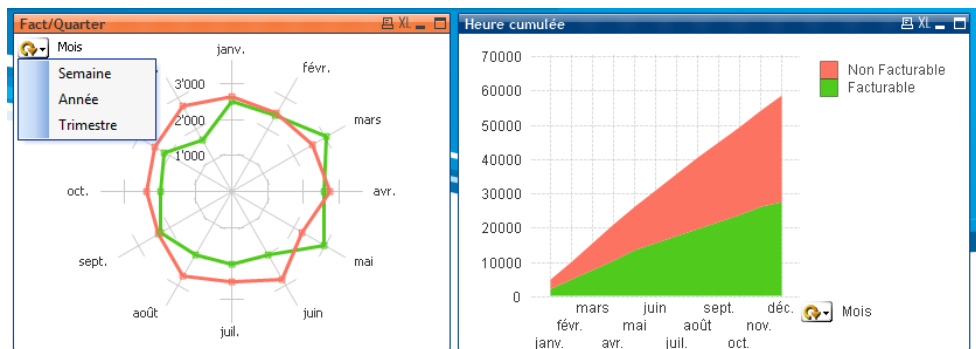 Fact/Quarter
XL
Mois
Semaine
Année
Trimestre
janv.
févr.
mars
avr.
mai
juin
juil.
août
sept.
oct.
3'000
2'000
1'000
Heure cumulée
XL
70000
60000
50000
40000
30000
20000
10000
0
Non Facturable
Facturable
mars juin sept. déc.
févr. mai août nov.
janv. avr. juil. oct.
Mois